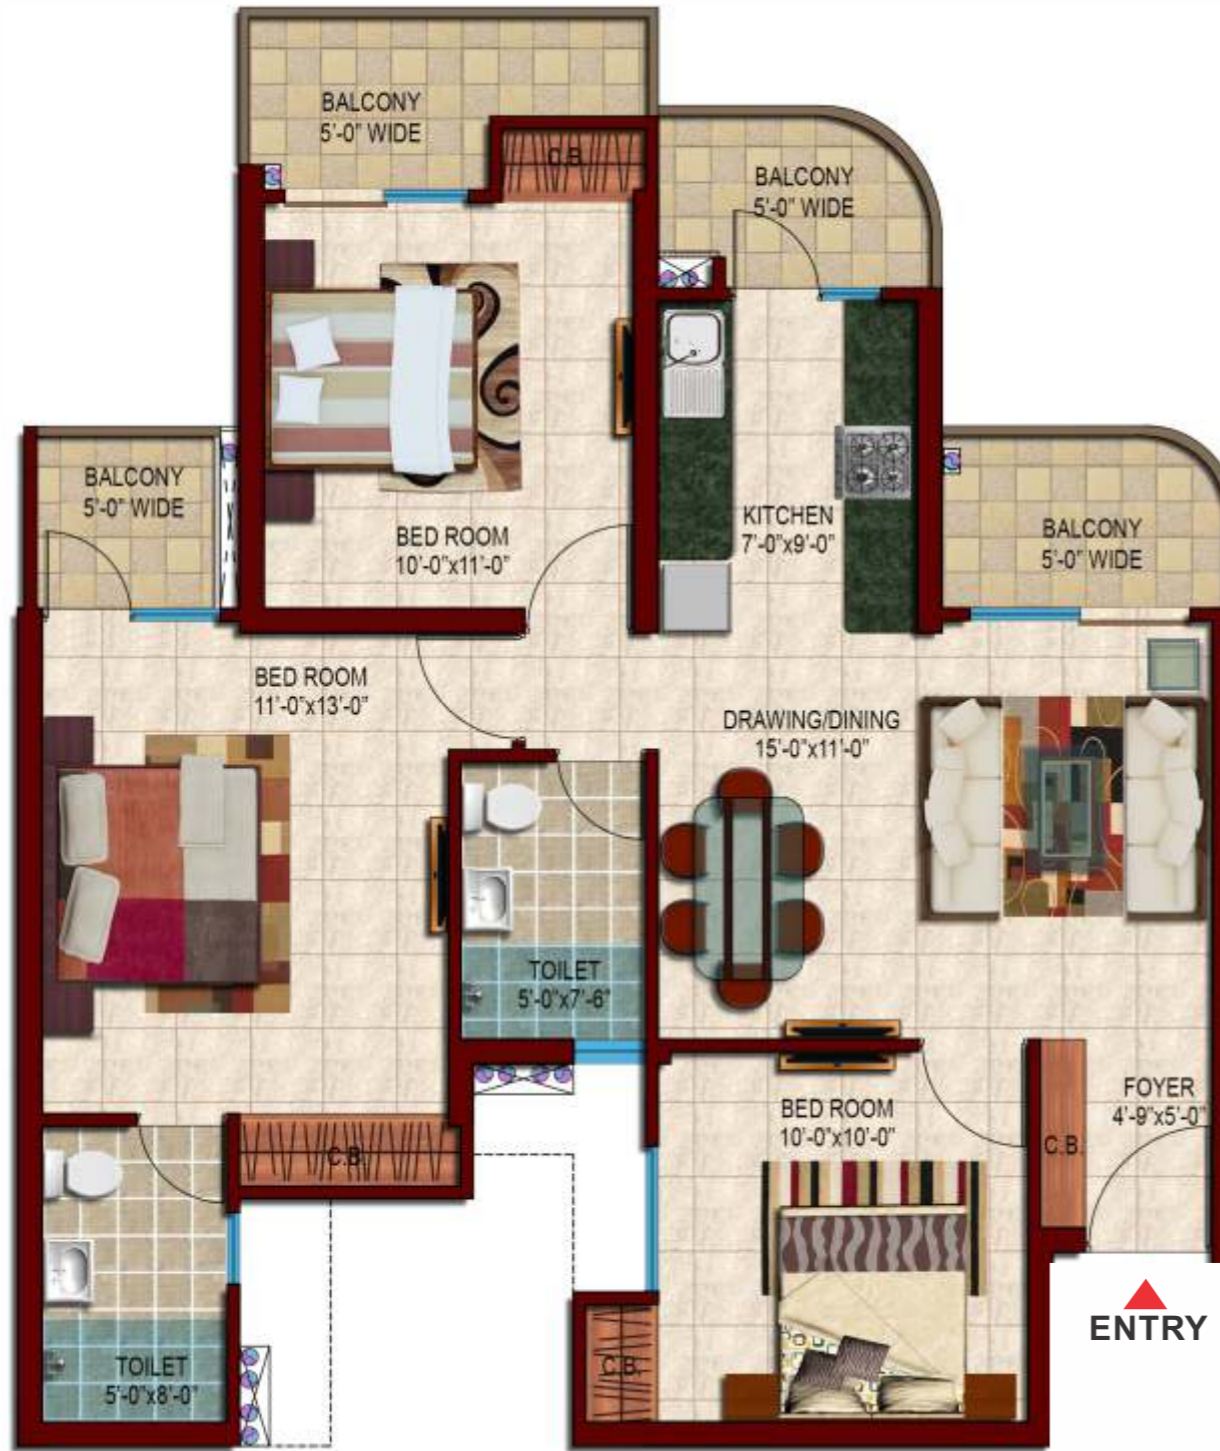 BALCONY
5'-0" WIDE
C.B.
BALCONY
5'-0" WIDE
BALCONY
5'-0" WIDE
BED ROOM
10'-0"x11'-0"
KITCHEN
7'-0"x9'-0"
BALCONY
5'-0" WIDE
BED ROOM
11'-0"x13'-0"
DRAWING/DINING
15'-0"x11'-0"
TOILET
5'-0"x7'-6"
BED ROOM
10'-0"x10'-0"
FOYER
4'-9"x5'-0"
C.B.
C.B.
ENTRY
TOILET
5'-0"x8'-0"
C.B.